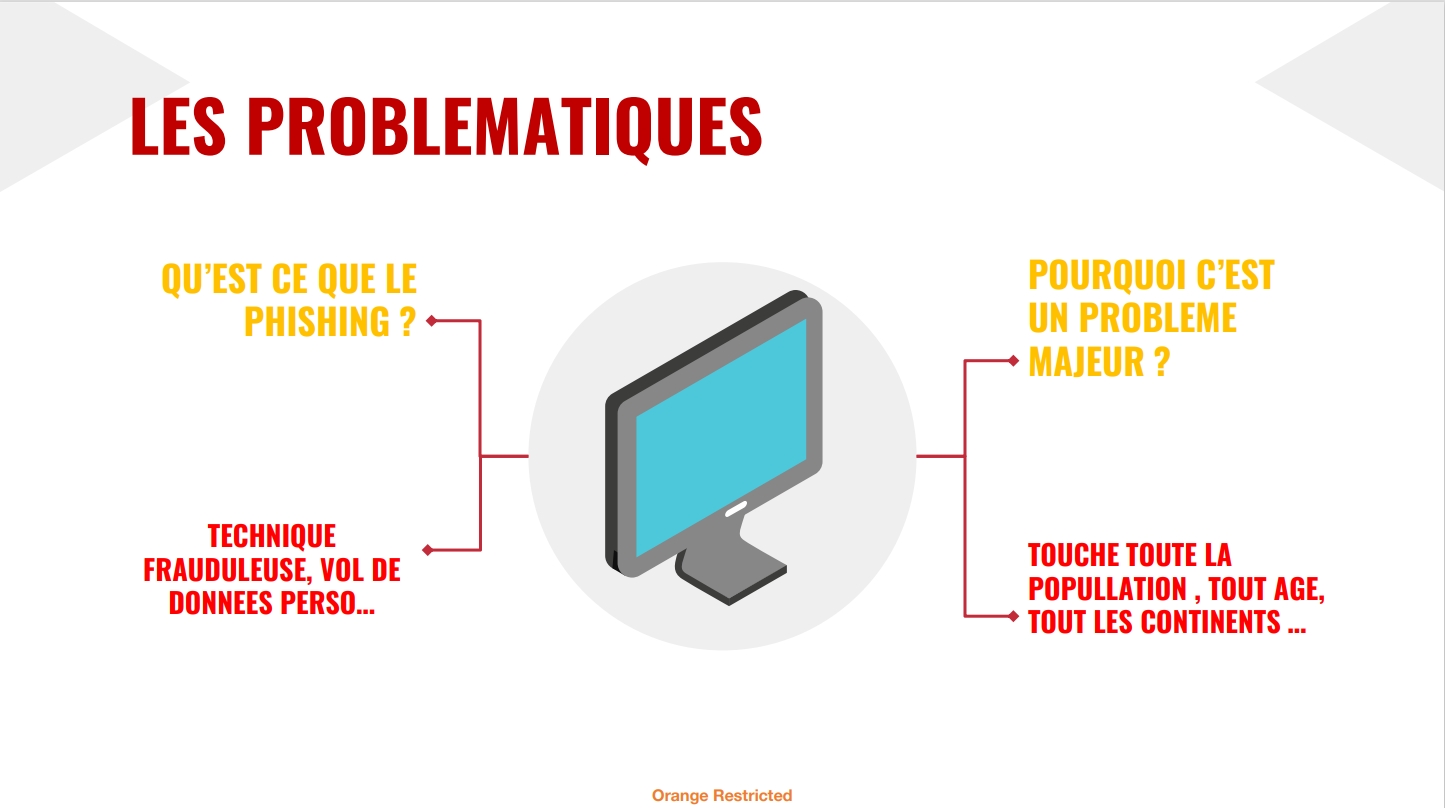 LES PROBLEMATIQUES
QU’EST CE QUE LE
PHISHING ?
TECHNIQUE
FRAUDULEUSE, VOL DE
DONNEES PERSO...
POURQUOI C’EST
UN PROBLEME
MAJEUR ?
TOUCHE TOUTE LA
POPULLATION , TOUT AGE,
TOUT LES CONTINENTS ...
Orange Restricted